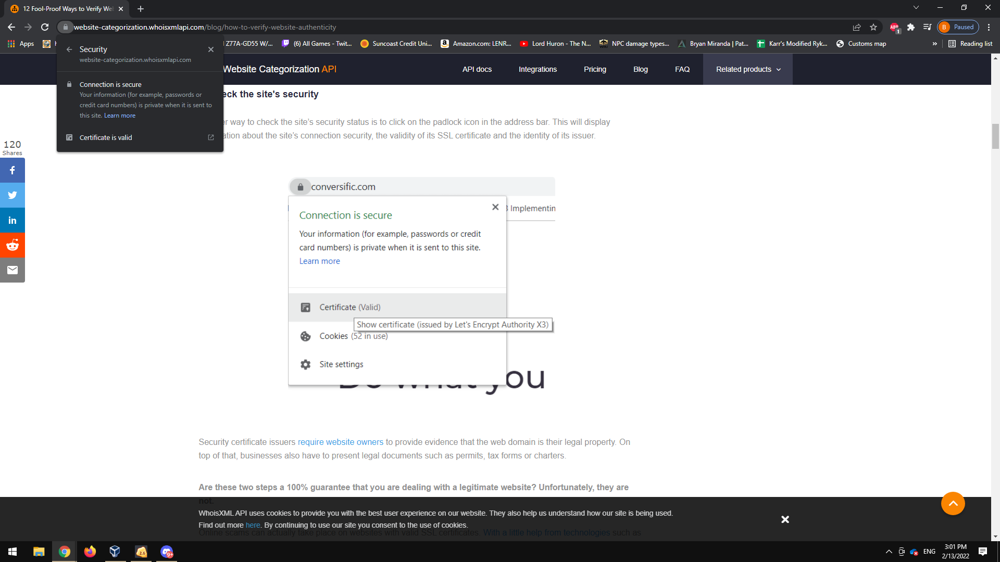 12 Fool-Proof Ways to Verify We
website-categorization.whoisxmlapi.com/blog/how-to-verify-website-authenticity
ABP
1
B Paused
Apps
Z77A-GD55 W/...
(6) All Games - Twit...
Suncoast Credit Uni...
Amazon.com: LENR...
Lord Huron - The N...
NPC damage types...
Bryan Miranda | Pat...
Karr's Modified Ryk...
Customs map
»
Reading list
Security
website-categorization.whoisxmlapi.com
Connection is secure
Your information (for example, passwords or
credit card numbers) is private when it is sent to
this site. Learn more
Certificate is valid
Website Categorization API
API docs
Integrations
Pricing
Blog
FAQ
Related products
eck the site's security
er way to check the site's security status is to click on the padlock icon in the address bar. This will display
ation about the site's connection security, the validity of its SSL certificate and the identity of its issuer.
120
Shares
conversific.com
Implementin
Connection is secure
Your information (for example, passwords or credit
card numbers) is private when it is sent to this site.
Learn more
Certificate (Valid)
Show certificate (issued by Let's Encrypt Authority X3)
Cookies (52 in use)
Site settings
Do what you
Security certificate issuers require website owners to provide evidence that the web domain is their legal property. On
top of that, businesses also have to present legal documents such as permits, tax forms or charters.
Are these two steps a 100% guarantee that you are dealing with a legitimate website? Unfortunately, they are
not.
WhoisXML API uses cookies to provide you with the best user experience on our website. They also help us understand how our site is being used.
Find out more here. By continuing to use our site you consent to the use of cookies.
Online scams can actually take place on websites with valid SSL certificates. With a little help from technologies such as
2.6
9+
ENG
3:01 PM
2/13/2022